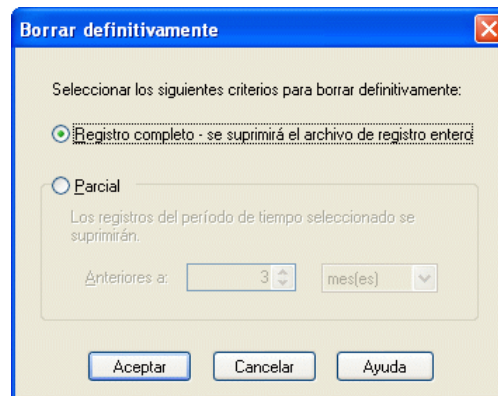 Borrar definitivamente
Seleccionar los siguientes criterios para borrar definitivamente:
Registro completo - se suprimirá el archivo de registro entero
Parcial
Los registros del período de tiempo seleccionado se
suprimirán.
Anteriores a: 3 mes(es)
Aceptar Cancelar Ayuda